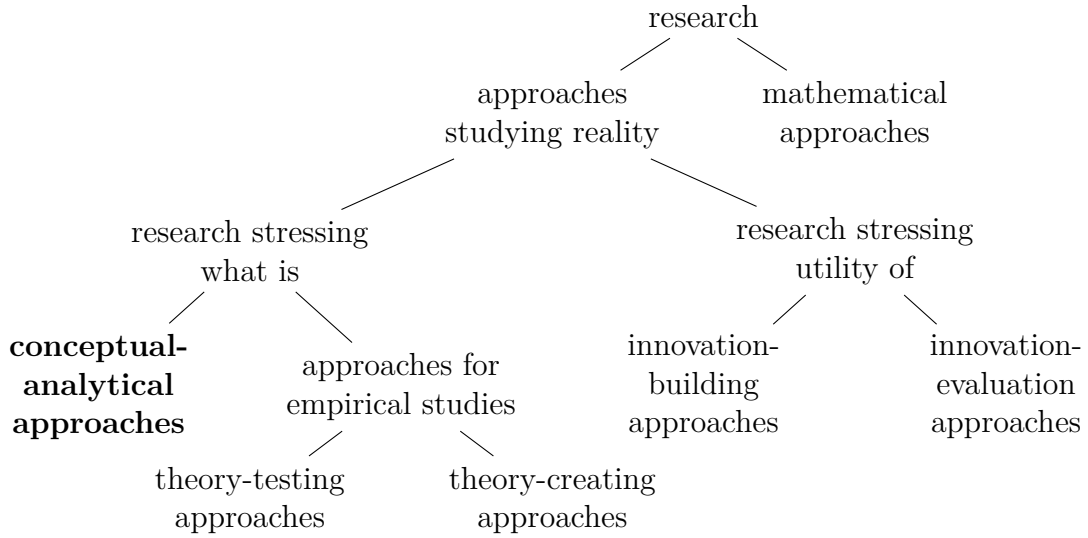 research
approaches
studying reality
mathematical
approaches
research stressing
what is
research stressing
utility of
conceptual-
analytical
approaches
approaches for
empirical studies
innovation-
building
approaches
innovation-
evaluation
approaches
theory-testing
approaches
theory-creating
approaches